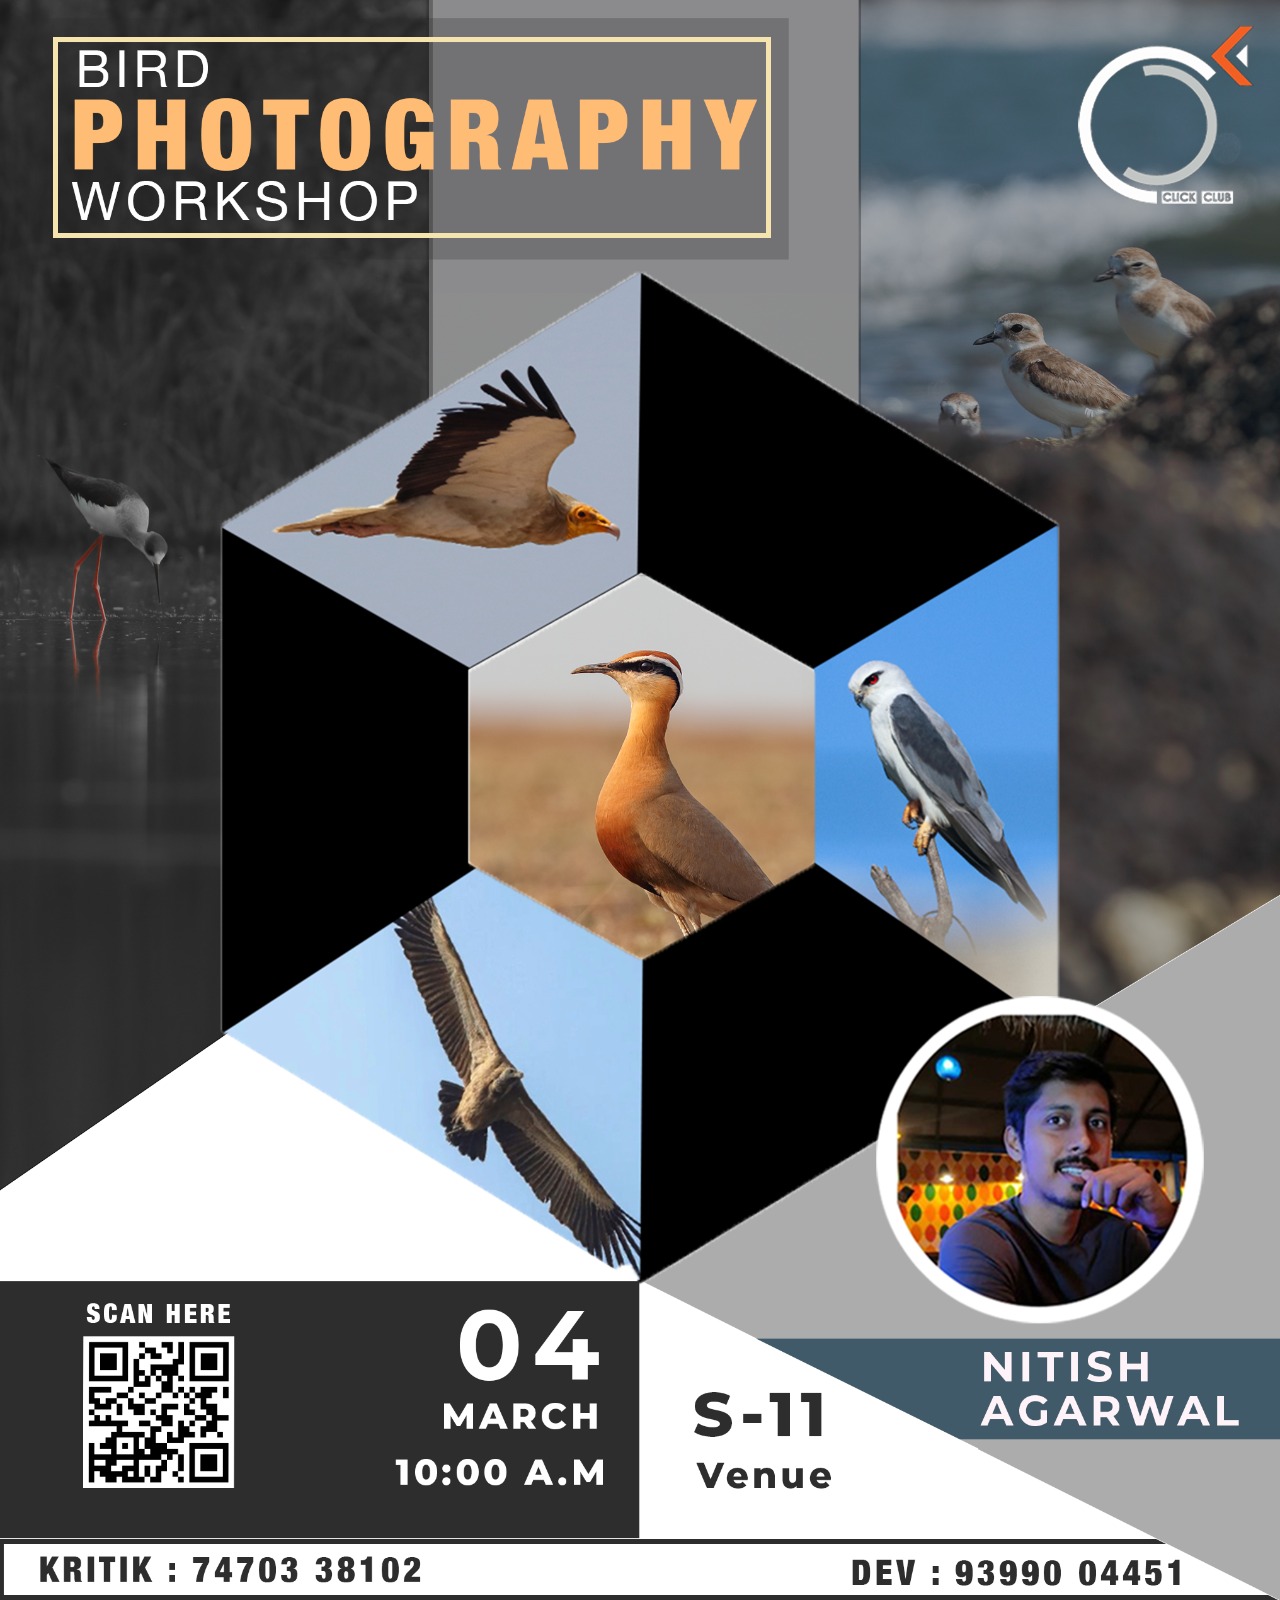 BIRD
PHOTOGRAPHY
WORKSHOP
CLICK CLUB
SCAN HERE
04
MARCH
10:00 A.M
S-11
Venue
NITISH
AGARWAL
KRITIK : 74703 38102
DEV : 93990 04451